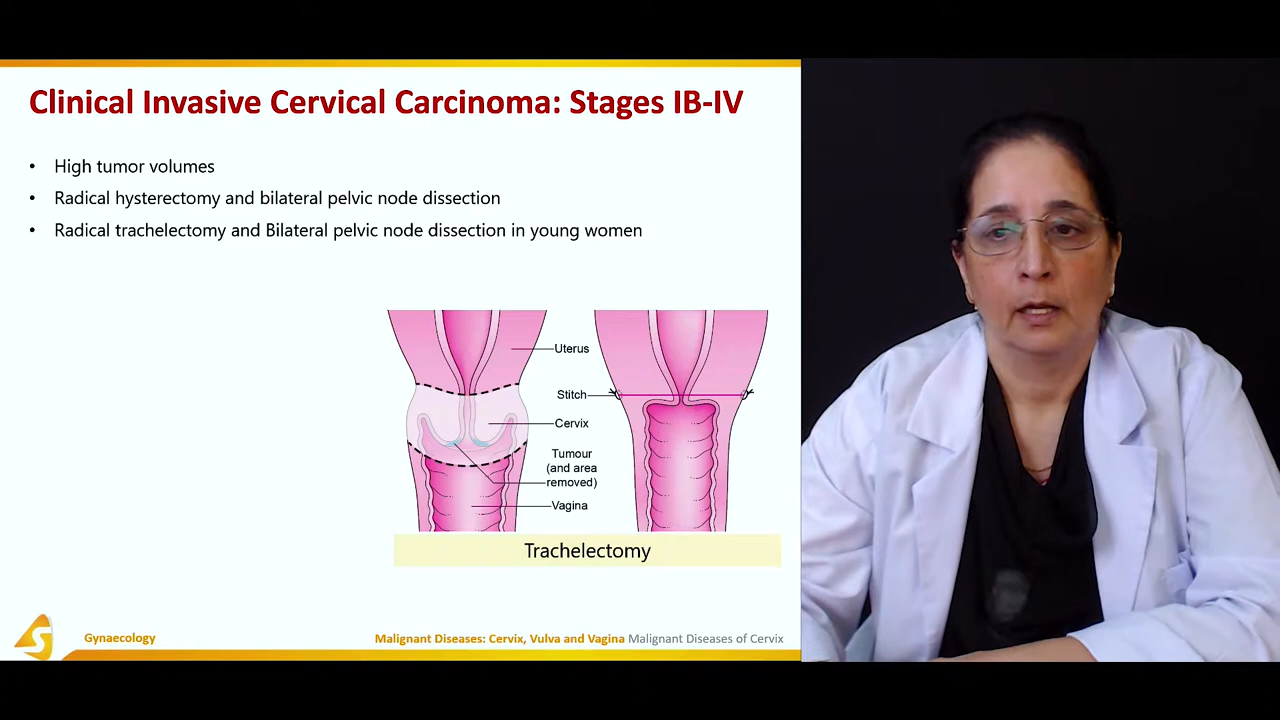 Clinical Invasive Cervical Carcinoma: Stages IB-IV
• High tumor volumes
• Radical hysterectomy and bilateral pelvic node dissection
• Radical trachelectomy and Bilateral pelvic node dissection in young women
Uterus
Stitch
Cervix
Tumour
(and area
removed)
Vagina
Trachelectomy
Gynaecology
Malignant Diseases: Cervix, Vulva and Vagina Malignant Diseases of Cervix